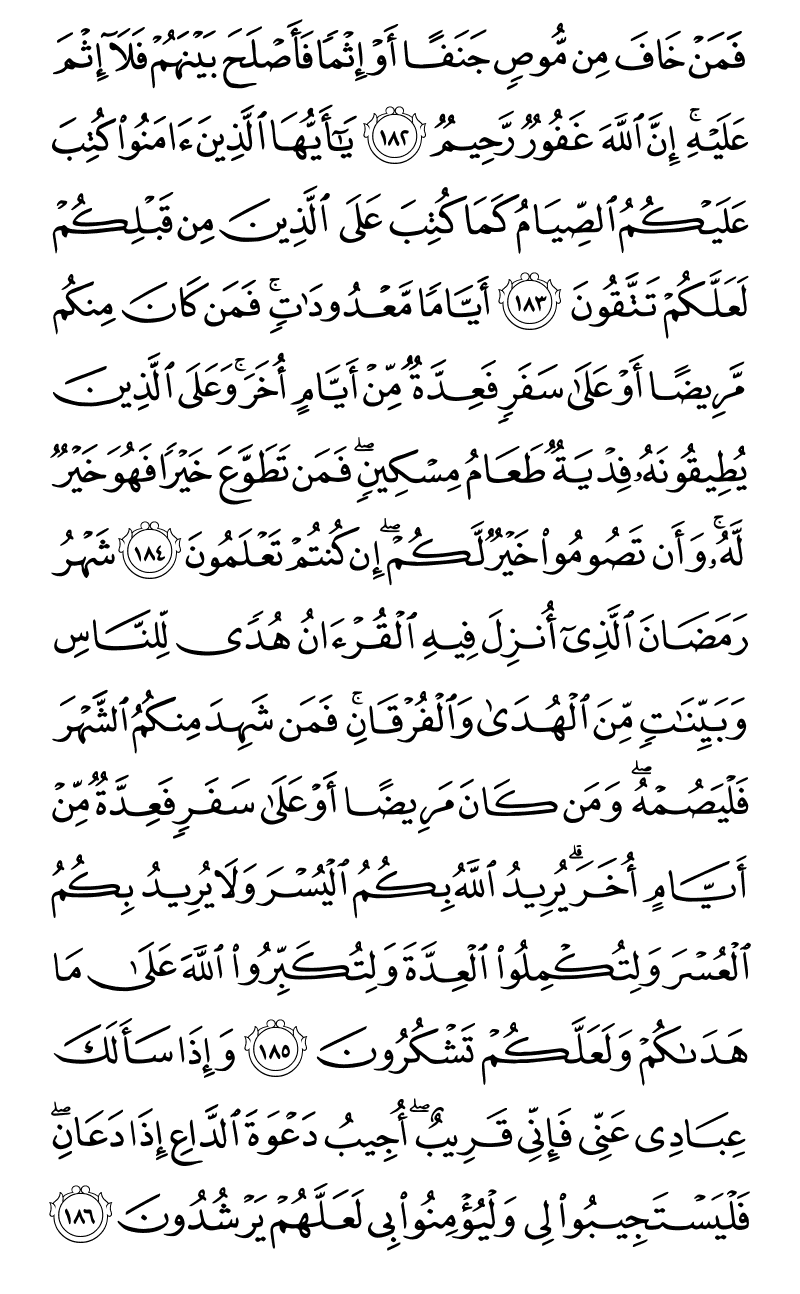 فَمَنْ خَافَ مِن مُّوصٍ جَنَفًا أَوْ إِثْمًا فَأَصْلَحَ بَيْنَهُمْ فَلَآ إِثْمَ
عَلَيْهِ ۚ إِنَّ ٱللَّهَ غَفُورٌ رَّحِيمٌ ١٨٢ يَـٰٓأَيُّهَا ٱلَّذِينَ ءَامَنُوا۟ كُتِبَ
عَلَيْكُمُ ٱلصِّيَامُ كَمَا كُتِبَ عَلَى ٱلَّذِينَ مِن قَبْلِكُمْ
لَعَلَّكُمْ تَتَّقُونَ ١٨٣ أَيَّامًا مَّعْدُودَٰتٍ ۚ فَمَن كَانَ مِنكُم
مَّرِيضًا أَوْ عَلَىٰ سَفَرٍ فَعِدَّةٌ مِّنْ أَيَّامٍ أُخَرَ ۚ وَعَلَى ٱلَّذِينَ
يُطِيقُونَهُۥ فِدْيَةٌ طَعَامُ مِسْكِينٍ ۖ فَمَن تَطَوَّعَ خَيْرًا فَهُوَ خَيْرٌ
لَّهُۥ ۚ وَأَن تَصُومُوا۟ خَيْرٌ لَّكُمْ ۖ إِن كُنتُمْ تَعْلَمُونَ ١٨٤ شَهْرُ
رَمَضَانَ ٱلَّذِىٓ أُنزِلَ فِيهِ ٱلْقُرْءَانُ هُدًى لِّلنَّاسِ
وَبَيِّنَـٰتٍ مِّنَ ٱلْهُدَىٰ وَٱلْفُرْقَانِ ۚ فَمَن شَهِدَ مِنكُمُ ٱلشَّهْرَ
فَلْيَصُمْهُ ۖ وَمَن كَانَ مَرِيضًا أَوْ عَلَىٰ سَفَرٍ فَعِدَّةٌ مِّنْ
أَيَّامٍ أُخَرَ ۗ يُرِيدُ ٱللَّهُ بِكُمُ ٱلْيُسْرَ وَلَا يُرِيدُ بِكُمُ
ٱلْعُسْرَ وَلِتُكْمِلُوا۟ ٱلْعِدَّةَ وَلِتُكَبِّرُوا۟ ٱللَّهَ عَلَىٰ مَا
هَدَىٰكُمْ وَلَعَلَّكُمْ تَشْكُرُونَ ١٨٥ وَإِذَا سَأَلَكَ
عِبَادِى عَنِّى فَإِنِّى قَرِيبٌ ۖ أُجِيبُ دَعْوَةَ ٱلدَّاعِ إِذَا دَعَانِ ۖ
فَلْيَسْتَجِيبُوا۟ لِى وَلْيُؤْمِنُوا۟ بِى لَعَلَّهُمْ يَرْشُدُونَ ١٨٦